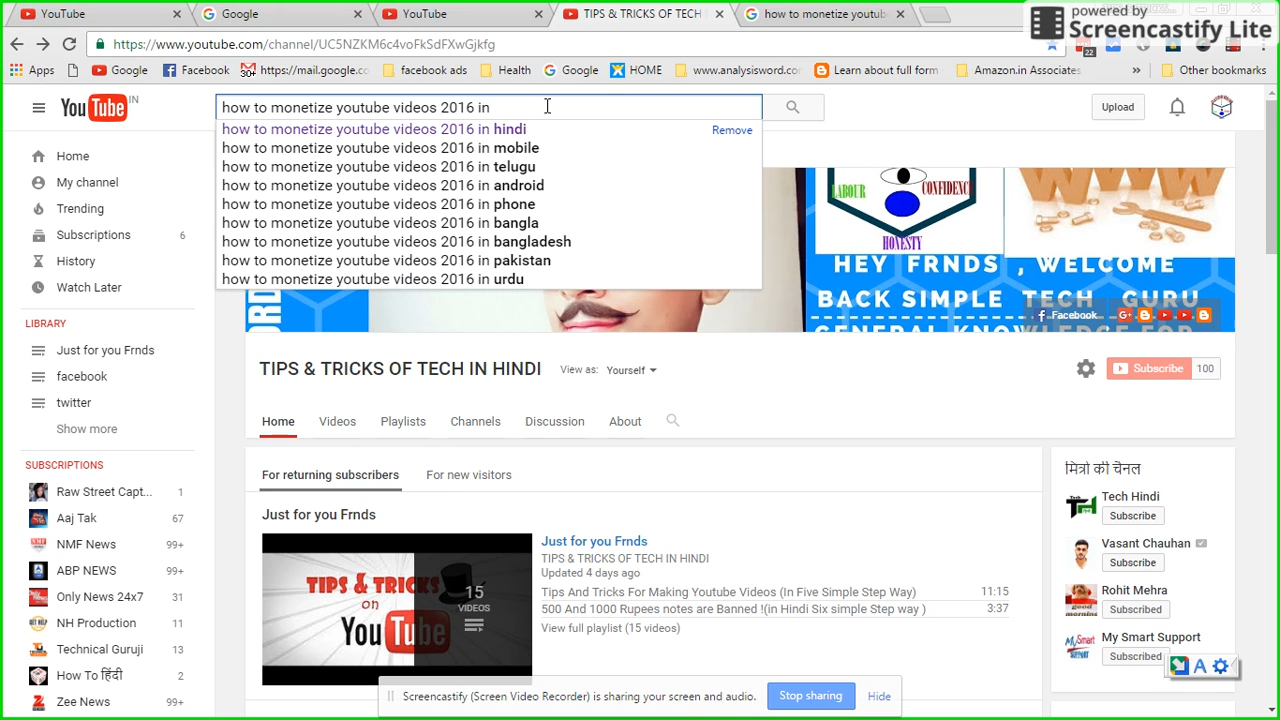 YouTube
Google
YouTube
TIPS & TRICKS OF TECH
how to monetize youtub
powered by
Screencastify Lite
https://www.youtube.com/channel/UC5NZKM6c4voFkSdFXwGjkfg
22
Apps
Google
Facebook
30+
https://mail.google.co
facebook ads
Health
Google
HOME
www.analysisword.com
Learn about full form
Amazon.in Associates
»
Other bookmarks
YouTube IN
how to monetize youtube videos 2016 in
Upload
how to monetize youtube videos 2016 in hindi
Remove
how to monetize youtube videos 2016 in mobile
how to monetize youtube videos 2016 in telugu
how to monetize youtube videos 2016 in android
how to monetize youtube videos 2016 in phone
how to monetize youtube videos 2016 in bangla
how to monetize youtube videos 2016 in bangladesh
how to monetize youtube videos 2016 in pakistan
how to monetize youtube videos 2016 in urdu
Home
My channel
Trending
Subscriptions 6
History
Watch Later
LIBRARY
Just for you Frnds
facebook
twitter
Show more
SUBSCRIPTIONS
Raw Street Capt... 1
Aaj Tak 67
NMF News 99+
ABP NEWS 99+
Only News 24x7 31
NH Production 11
Technical Guruji 13
How To हिंदी 2
Zee News 99+
LABOUR
CONFIDENCE
HONESTY
HEY FRNDS , WELCOME
BACK SIMPLE TECH GURU
GENERAL KNOWLEDGE FOR
Facebook
TIPS & TRICKS OF TECH IN HINDI
View as: Yourself
Subscribe 100
Home
Videos
Playlists
Channels
Discussion
About
For returning subscribers
For new visitors
Just for you Frnds
TIPS & TRICKS
on
YouTube
15
VIDEOS
Just for you Frnds
TIPS & TRICKS OF TECH IN HINDI
Updated 4 days ago
Tips And Tricks For Making Youtube Videos (In Five Simple Step Way) 11:15
500 And 1000 Rupees notes are Banned !(in Hindi Six simple Step way ) 3:37
View full playlist (15 videos)
मित्रो की चैनल
Tech Hindi
Subscribe
Vasant Chauhan
Subscribe
Rohit Mehra
Subscribed
My Smart Support
Subscribed
A
Screencastify (Screen Video Recorder) is sharing your screen and audio.
Stop sharing
Hide